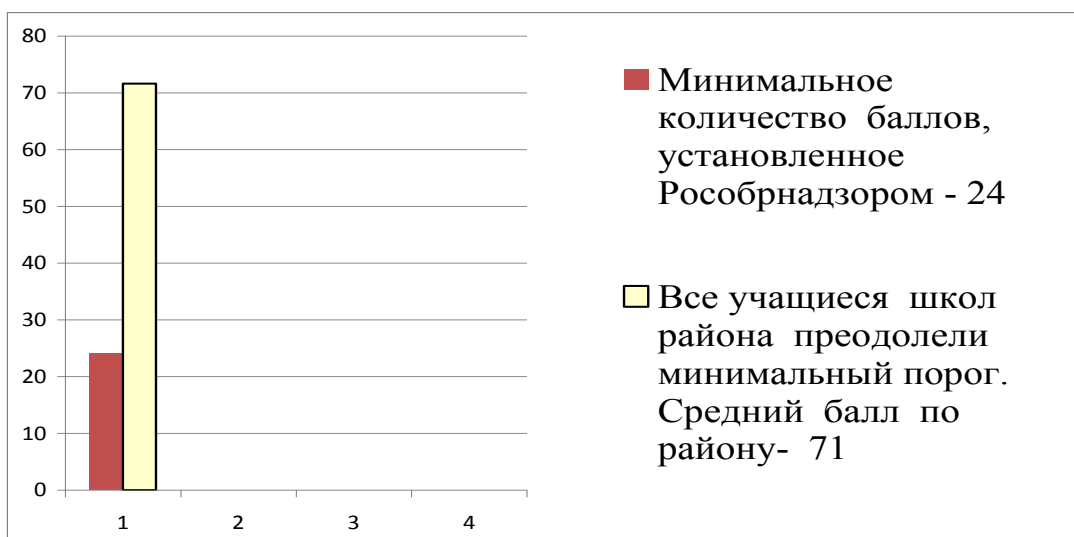 80
70
60
50
40
30
20
10
0
1 2 3 4
Минимальное
количество баллов,
установленное
Рособрнадзором - 24
Все учащиеся школ
района преодолели
минимальный порог.
Средний балл по
району- 71